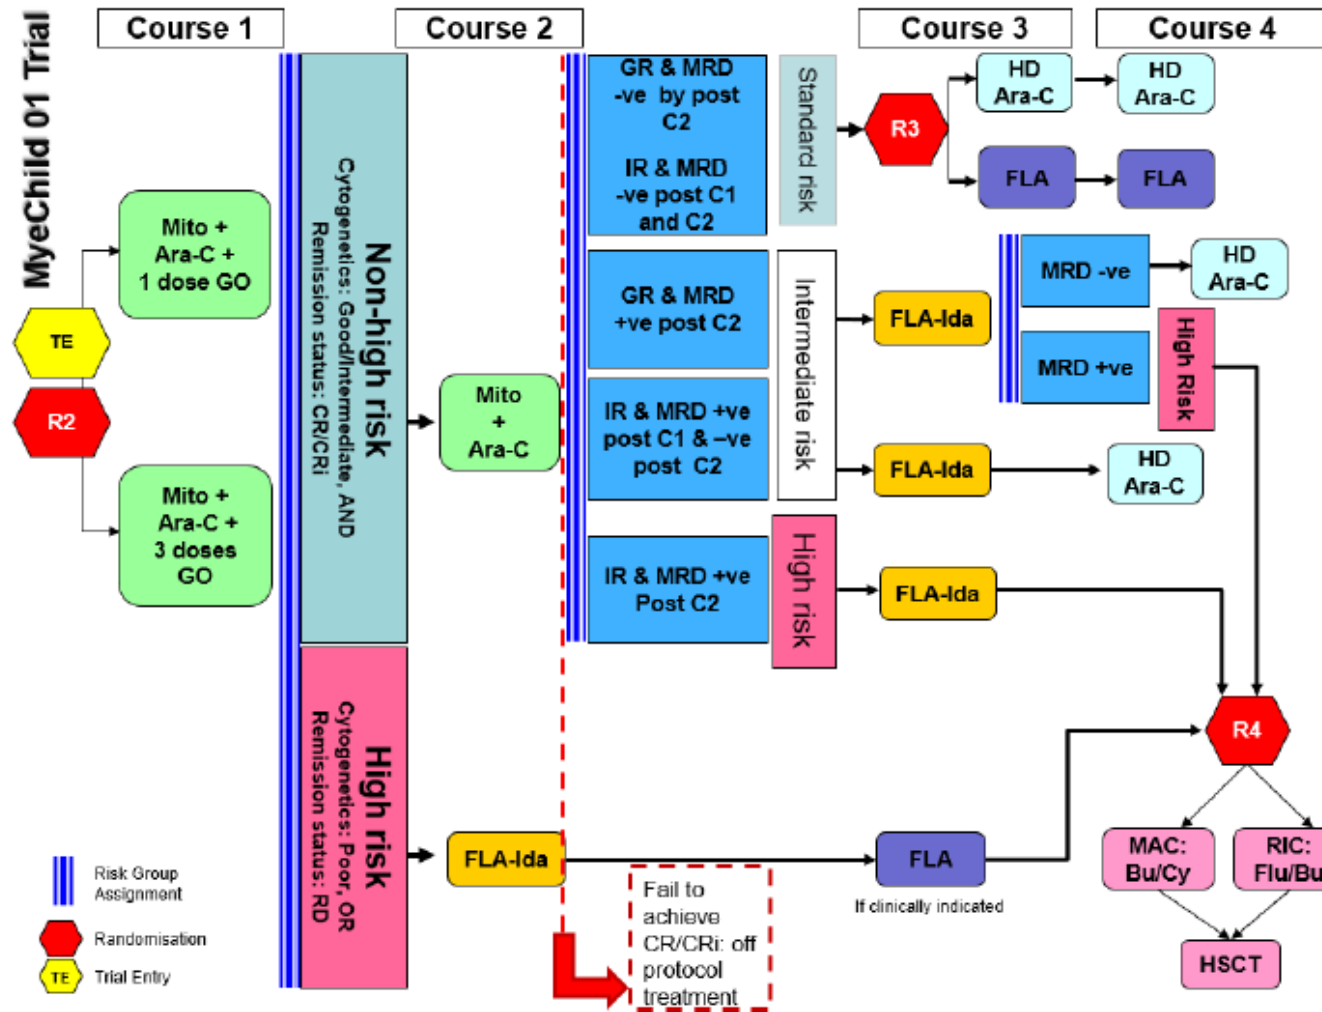 MyeChild 01 Trial
Course 1
Course 2
Course 3
Course 4
TE
R2
Mito +
Ara-C +
1 dose GO
Mito +
Ara-C +
3 doses
GO
Non-high risk
Cytogenetics: Good/Intermediate, AND
Remission status: CR/CRi
High risk
Cytogenetics: Poor, OR
Remission status: RD
Mito
+
Ara-C
FLA-Ida
GR & MRD
-ve by post
C2
IR & MRD
-ve post C1
and C2
Standard risk
R3
HD
Ara-C
HD
Ara-C
FLA
FLA
GR & MRD
+ve post C2
IR & MRD +ve
post C1 & –ve
post C2
Intermediate risk
FLA-Ida
MRD -ve
HD
Ara-C
MRD +ve
High Risk
FLA-Ida
HD
Ara-C
IR & MRD +ve
Post C2
High risk
FLA-Ida
R4
FLA
If clinically indicated
MAC:
Bu/Cy
RIC:
Flu/Bu
HSCT
Fail to
achieve
CR/CRi: off
protocol
treatment
Risk Group
Assignment
Randomisation
TE
Trial Entry